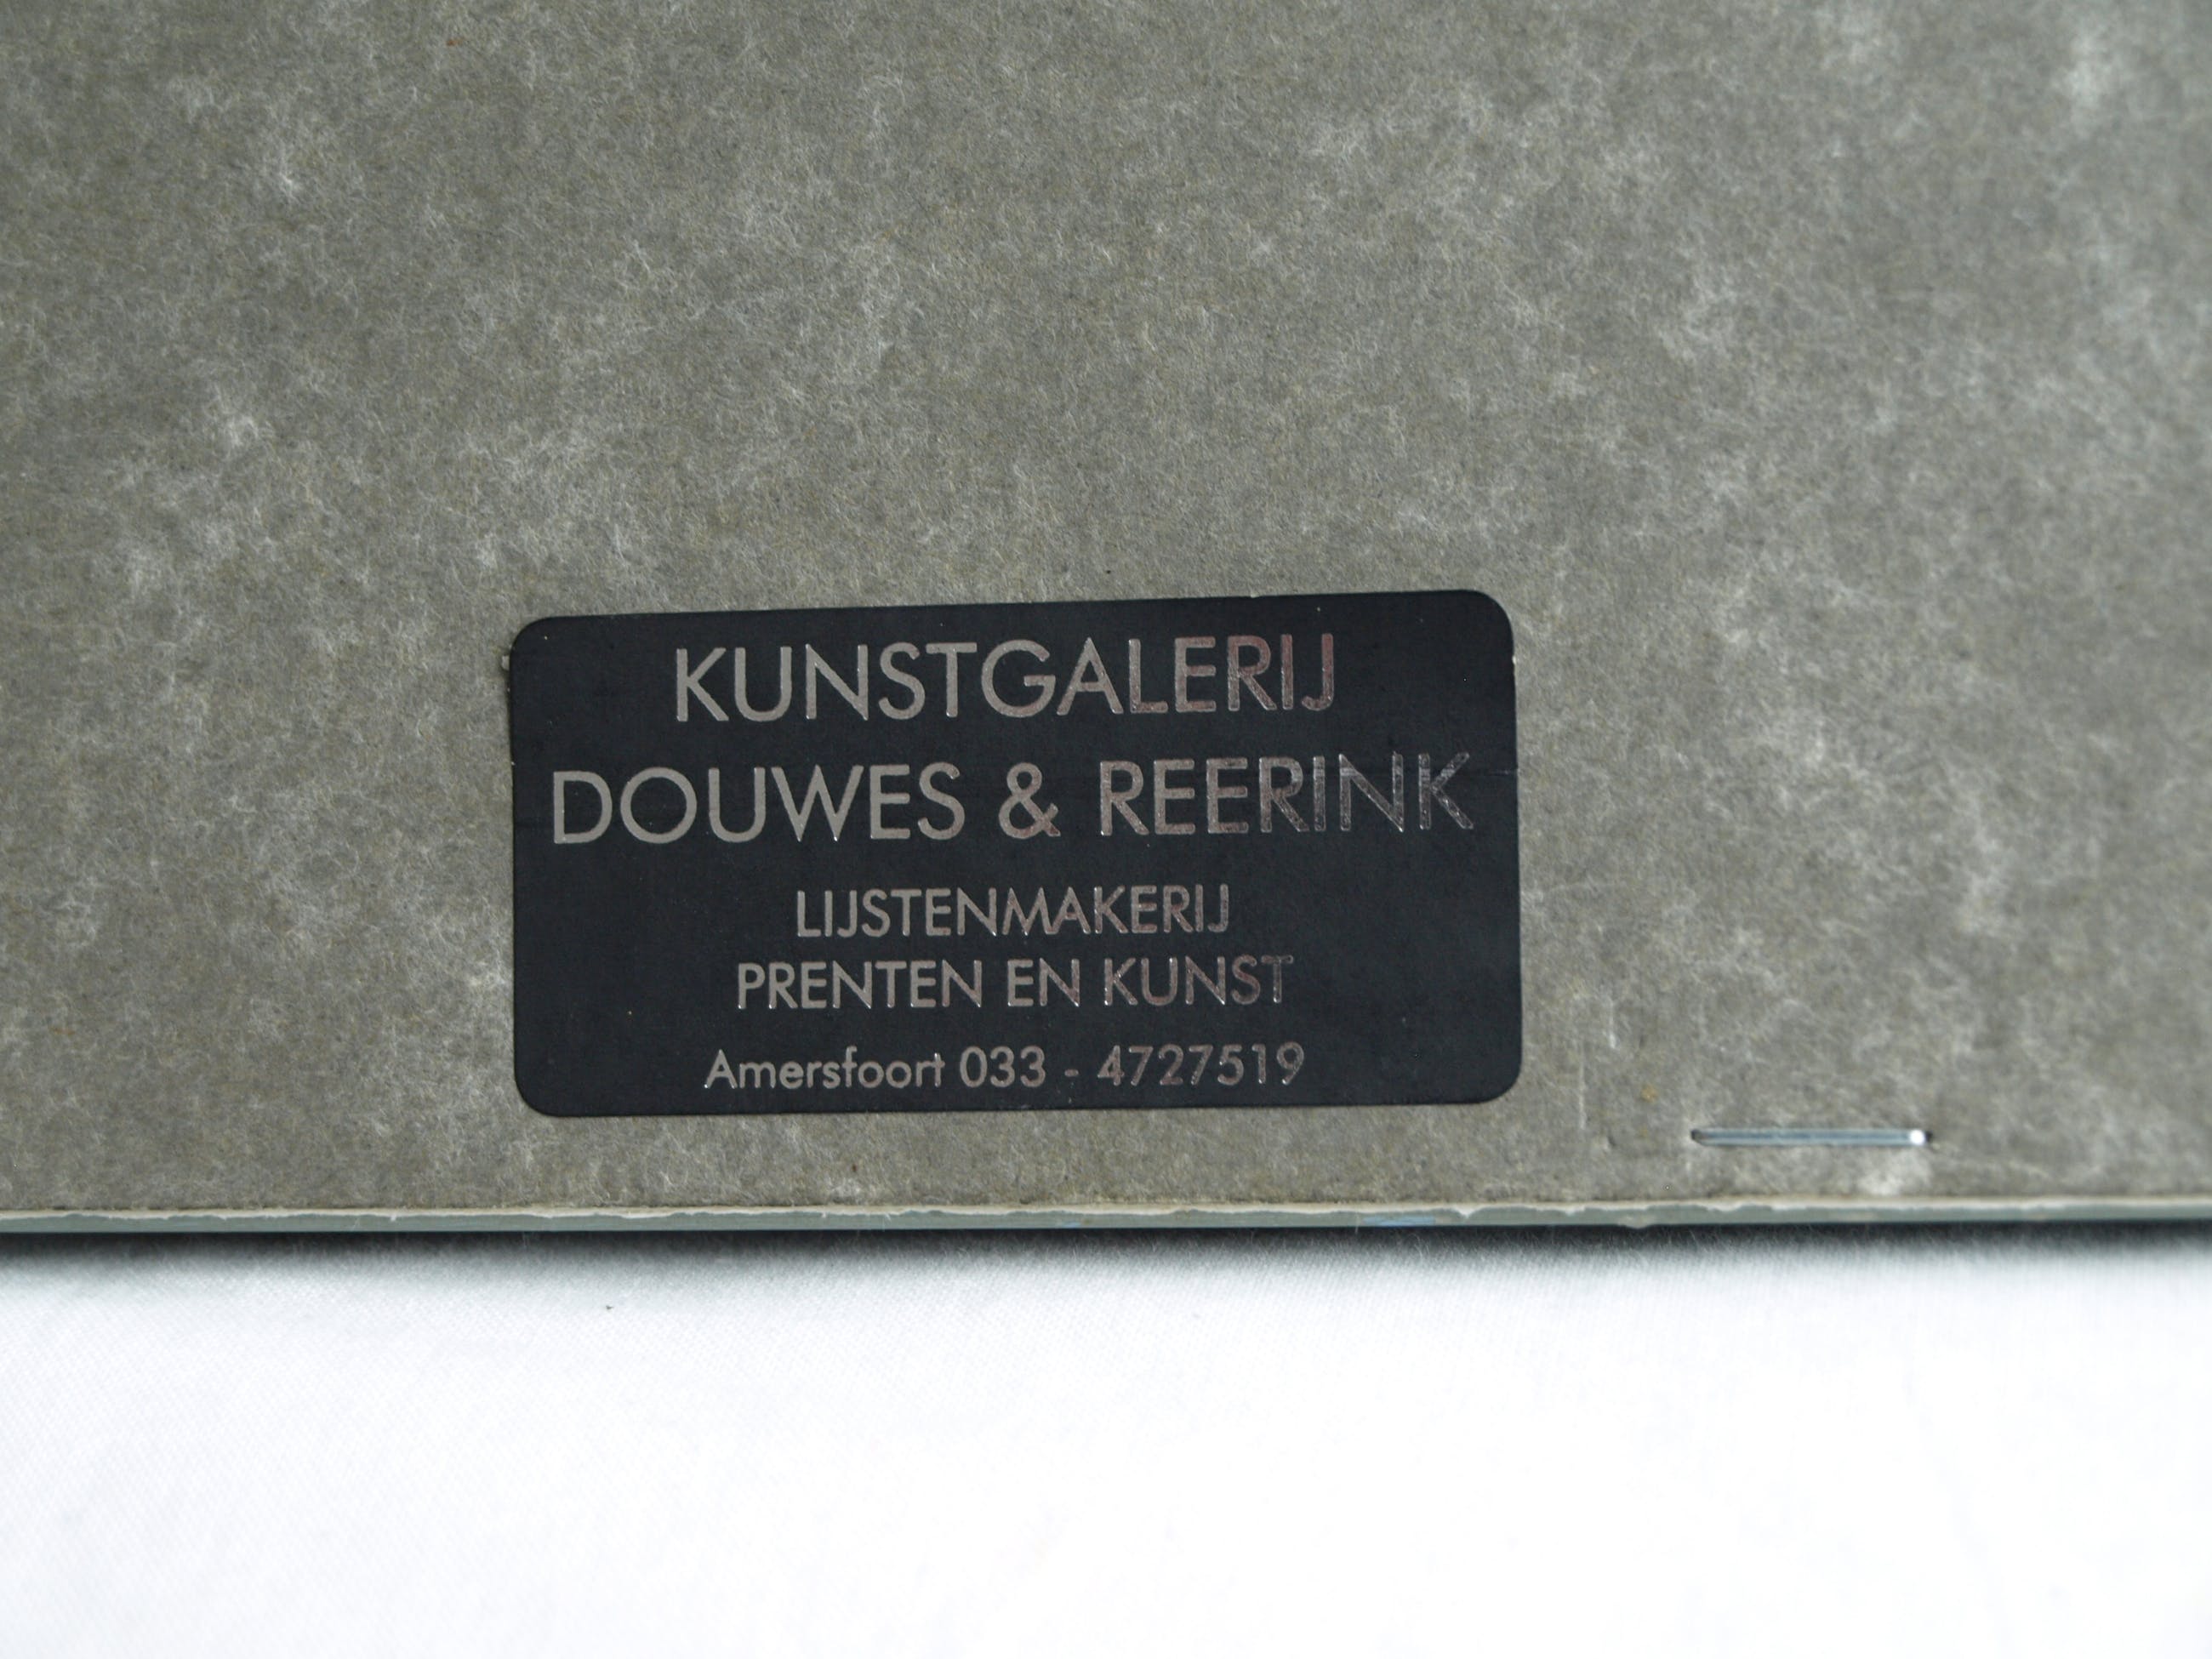 KUNSTGALERIJ
DOUWES & REERINK
LIJSTENMAKERIJ
PRENTEN EN KUNST
Amersfoort 033 - 4727519